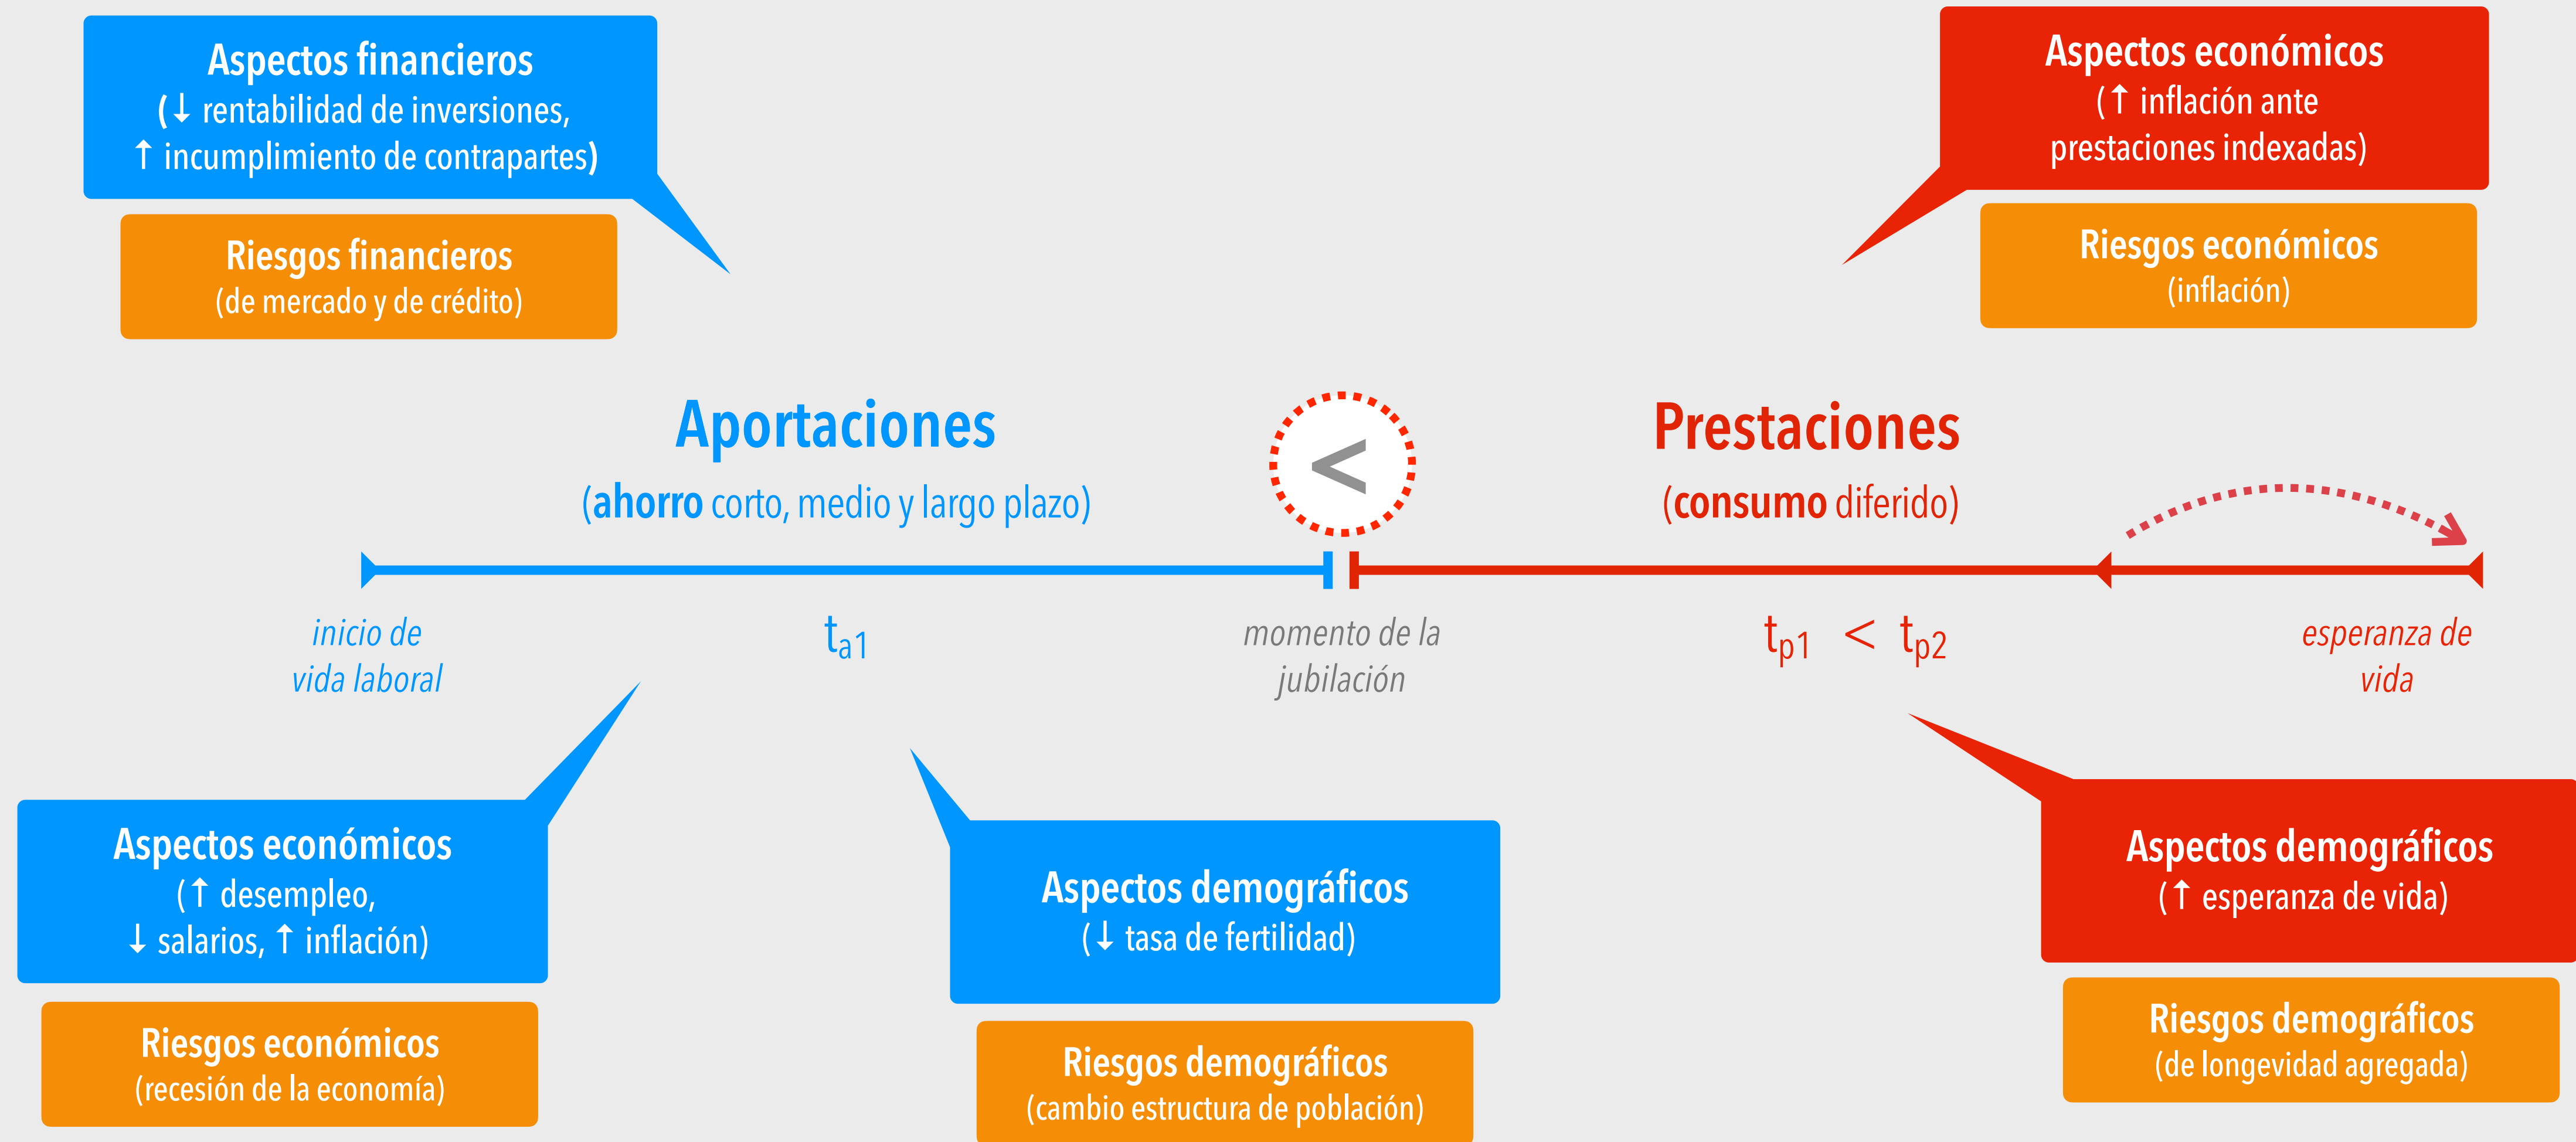 Aspectos financieros
(↓ rentabilidad de inversiones,
↑ incumplimiento de contrapartes)
Riesgos financieros
(de mercado y de crédito)
Aspectos económicos
(↑ inflación ante
prestaciones indexadas)
Riesgos económicos
(inflación)
Aportaciones
(ahorro corto, medio y largo plazo)
<
Prestaciones
(consumo diferido)
inicio de
vida laboral
ta1
momento de la
jubilación
tp1 < tp2
esperanza de
vida
Aspectos económicos
(↑ desempleo,
↓ salarios, ↑ inflación)
Riesgos económicos
(recesión de la economía)
Aspectos demográficos
(↓ tasa de fertilidad)
Riesgos demográficos
(cambio estructura de población)
Aspectos demográficos
(↑ esperanza de vida)
Riesgos demográficos
(de longevidad agregada)